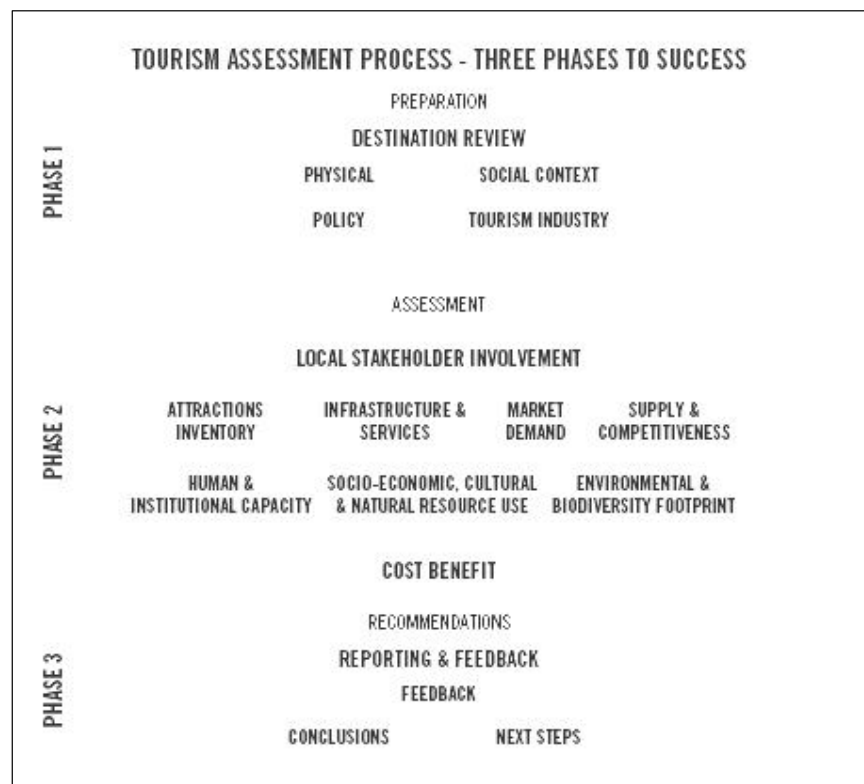 TOURISM ASSESSMENT PROCESS - THREE PHASES TO SUCCESS
PHASE 1
PREPARATION
DESTINATION REVIEW
PHYSICAL
SOCIAL CONTEXT
POLICY
TOURISM INDUSTRY
PHASE 2
ASSESSMENT
LOCAL STAKEHOLDER INVOLVEMENT
ATTRACTIONS
INVENTORY
INFRASTRUCTURE &
SERVICES
MARKET
DEMAND
SUPPLY &
COMPETITIVENESS
HUMAN &
INSTITUTIONAL CAPACITY
SOCIO-ECONOMIC, CULTURAL
& NATURAL RESOURCE USE
ENVIRONMENTAL &
BIODIVERSITY FOOTPRINT
COST BENEFIT
PHASE 3
RECOMMENDATIONS
REPORTING & FEEDBACK
FEEDBACK
CONCLUSIONS
NEXT STEPS